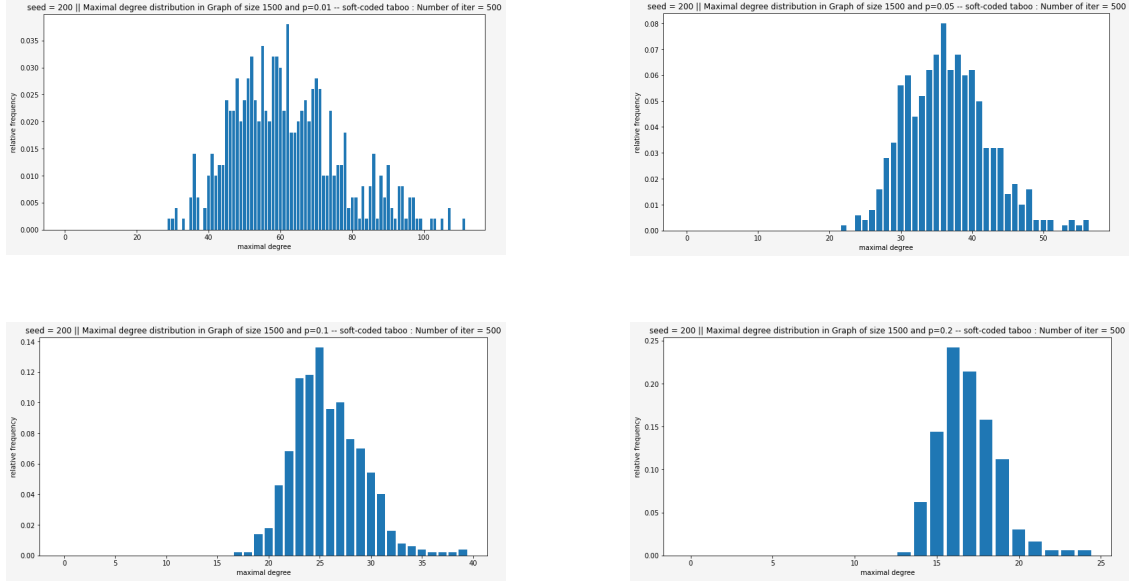 seed = 200 || Maximal degree distribution in Graph of size 1500 and p=0.01 -- soft-coded taboo : Number of iter = 500
0.035
0.030
0.025
0.020
0.015
0.010
0.005
0.000
relative frequency
0 20 40 60 80 100
maximal degree
seed = 200 || Maximal degree distribution in Graph of size 1500 and p=0.05 -- soft-coded taboo : Number of iter = 500
0.08
0.07
0.06
0.05
0.04
0.03
0.02
0.01
0.00
relative frequency
0 10 20 30 40 50
maximal degree
seed = 200 || Maximal degree distribution in Graph of size 1500 and p=0.1 -- soft-coded taboo : Number of iter = 500
0.14
0.12
0.10
0.08
0.06
0.04
0.02
0.00
relative frequency
0 5 10 15 20 25 30 35 40
maximal degree
seed = 200 || Maximal degree distribution in Graph of size 1500 and p=0.2 -- soft-coded taboo : Number of iter = 500
0.25
0.20
0.15
0.10
0.05
0.00
relative frequency
0 5 10 15 20 25
maximal degree